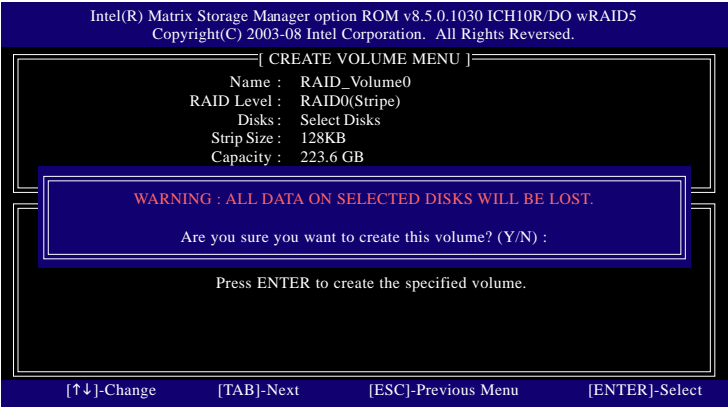 Intel(R) Matrix Storage Manager option ROM v8.5.0.1030 ICH10R/DO wRAID5
Copyright(C) 2003-08 Intel Corporation. All Rights Reversed.
[ CREATE VOLUME MENU ]
Name : RAID_Volume0
RAID Level : RAID0(Stripe)
Disks : Select Disks
Strip Size : 128KB
Capacity : 223.6 GB
WARNING : ALL DATA ON SELECTED DISKS WILL BE LOST.
Are you sure you want to create this volume? (Y/N) :
Press ENTER to create the specified volume.
[↑↓]-Change [TAB]-Next [ESC]-Previous Menu [ENTER]-Select